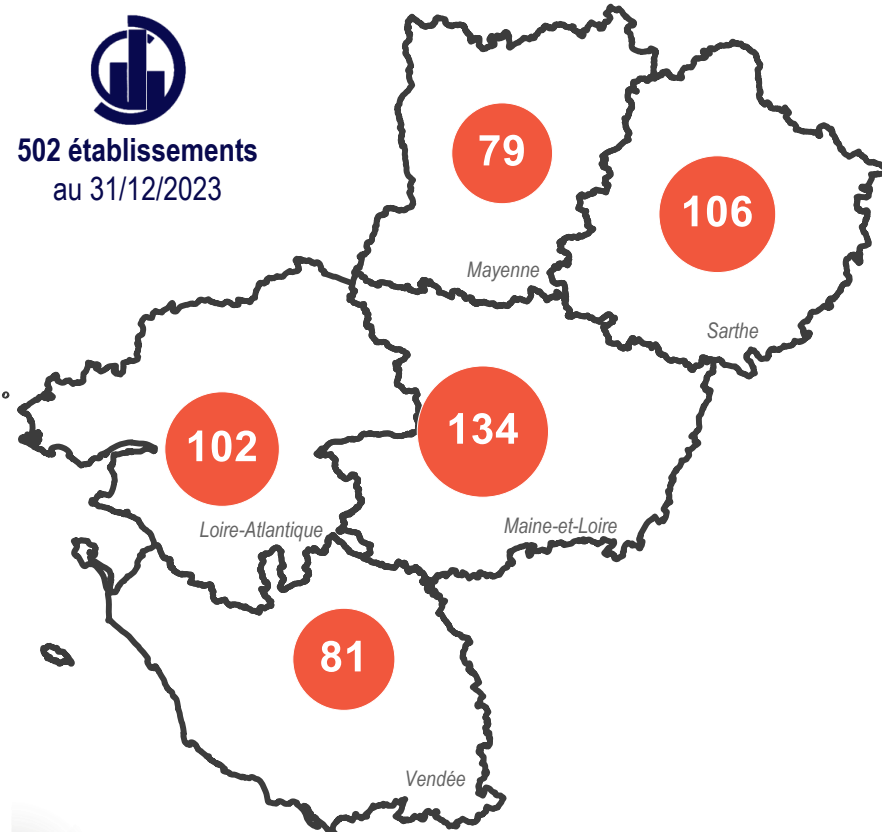 502 établissements
au 31/12/2023
79
Mayenne
106
Sarthe
102
Loire-Atlantique
134
Maine-et-Loire
81
Vendée